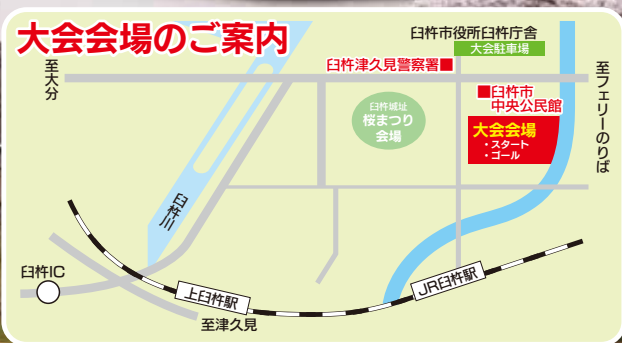 大会会場のご案内
臼杵市役所臼杵庁舎
大会駐車場
至大分
臼杵津久見警察署■
至フェリーのりば
■臼杵市
中央公民館
臼杵城址
桜まつり
会場
大会会場
・スタート
・ゴール
臼杵川
臼杵IC
上臼杵駅
JR臼杵駅
至津久見